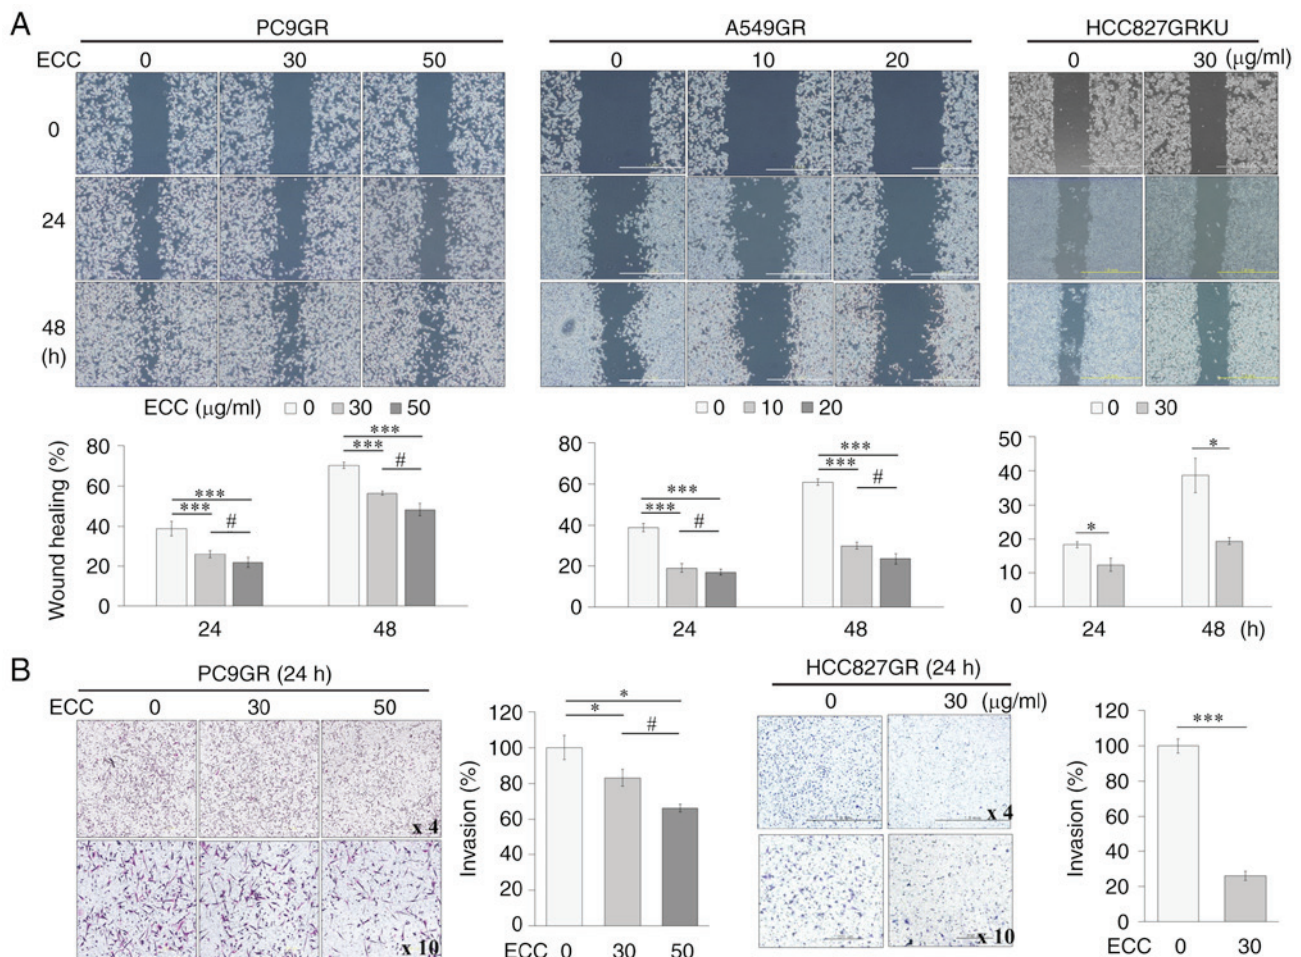 A
PC9GR A549GR HCC827GRKU
ECC 0 30 50 0 10 20 0 30 (μg/ml)
0
24
48
(h)
ECC (μg/ml) 0 30 50 0 10 20 0 30
Wound healing (%)
80
60
40
20
0
*** *** # *** *** #
24 48
80
60
40
20
0
*** *** # *** *** #
24 48
50
40
30
20
10
0
* *
24 48 (h)
B
PC9GR (24 h)
ECC 0 30 50
x 4
x 10
Invasion (%)
120
100
80
60
40
20
0
* * #
ECC 0 30 50
HCC827GR (24 h)
0 30 (μg/ml)
x 4
x 10
Invasion (%)
120
100
80
60
40
20
0
***
ECC 0 30